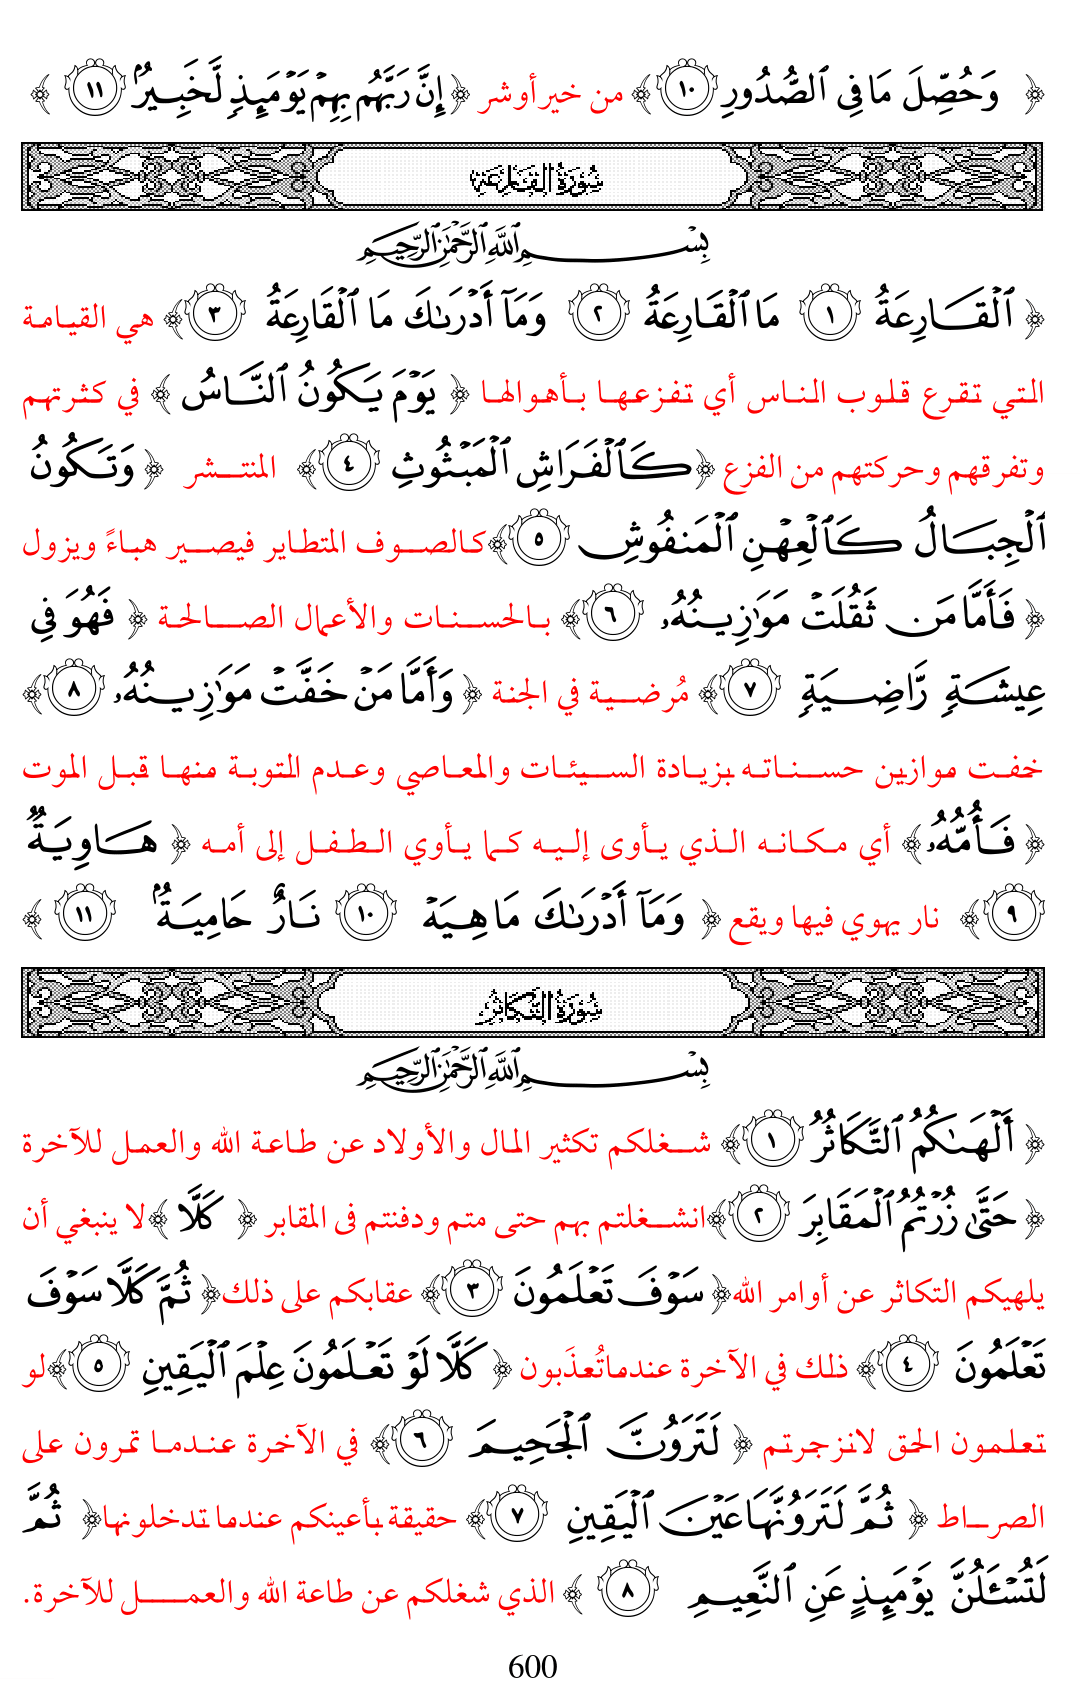 ﴿ وَحُصِّلَ مَا فِى ٱلصُّدُورِ ١٠ ﴾ من خير أوشر ﴿ إِنَّ رَبَّهُم بِهِمْ يَوْمَئِذٍ لَّخَبِيرٌۢ ١١ ﴾
سُورَةُ القَارِعَة
بِسْمِ ٱللَّهِ ٱلرَّحْمَٰنِ ٱلرَّحِيمِ
﴿ ٱلْقَارِعَةُ ١ مَا ٱلْقَارِعَةُ ٢ وَمَآ أَدْرَىٰكَ مَا ٱلْقَارِعَةُ ٣ ﴾ هي القيامة
التي تقرع قلوب الناس أي تفزعها بأهوالها ﴿ يَوْمَ يَكُونُ ٱلنَّاسُ ﴾ في كثرتهم
وتفرقهم وحركتهم من الفزع ﴿ كَٱلْفَرَاشِ ٱلْمَبْثُوثِ ٤ ﴾ المنتشر ﴿ وَتَكُونُ
ٱلْجِبَالُ كَٱلْعِهْنِ ٱلْمَنفُوشِ ٥ ﴾ كالصوف المتطاير فيصير هباءً ويزول
﴿ فَأَمَّا مَن ثَقُلَتْ مَوَٰزِينُهُۥ ٦ ﴾ بالحسنات والأعمال الصالحة ﴿ فَهُوَ فِى
عِيشَةٍ رَّاضِيَةٍ ٧ ﴾ مُرضية في الجنة ﴿ وَأَمَّا مَنْ خَفَّتْ مَوَٰزِينُهُۥ ٨ ﴾
خفت موازين حسناته بزيادة السيئات والمعاصي وعدم التوبة منها قبل الموت
﴿ فَأُمُّهُۥ ﴾ أي مكانه الذي يأوى إليه كما يأوي الطفل إلى أمه ﴿ هَاوِيَةٌ
٩ ﴾ نار يهوي فيها ويقع ﴿ وَمَآ أَدْرَىٰكَ مَا هِيَهْ ١٠ نَارٌ حَامِيَةٌۢ ١١ ﴾
سُورَةُ التَّكَاثُر
بِسْمِ ٱللَّهِ ٱلرَّحْمَٰنِ ٱلرَّحِيمِ
﴿ أَلْهَىٰكُمُ ٱلتَّكَاثُرُ ١ ﴾ شغلكم تكثير المال والأولاد عن طاعة الله والعمل للآخرة
﴿ حَتَّىٰ زُرْتُمُ ٱلْمَقَابِرَ ٢ ﴾ انشغلتم بهم حتى متم ودفنتم فى المقابر ﴿ كَلَّا ﴾ لا ينبغي أن
يلهيكم التكاثر عن أوامر الله ﴿ سَوْفَ تَعْلَمُونَ ٣ ﴾ عقابكم على ذلك ﴿ ثُمَّ كَلَّا سَوْفَ
تَعْلَمُونَ ٤ ﴾ ذلك في الآخرة عندماتُعذَبون ﴿ كَلَّا لَوْ تَعْلَمُونَ عِلْمَ ٱلْيَقِينِ ٥ ﴾ لو
تعلمون الحق لانزجرتم ﴿ لَتَرَوُنَّ ٱلْجَحِيمَ ٦ ﴾ في الآخرة عندما تمرون على
الصراط ﴿ ثُمَّ لَتَرَوُنَّهَا عَيْنَ ٱلْيَقِينِ ٧ ﴾ حقيقة بأعينكم عندما تدخلونها ﴿ ثُمَّ
لَتُسْـَٔلُنَّ يَوْمَئِذٍ عَنِ ٱلنَّعِيمِ ٨ ﴾ الذي شغلكم عن طاعة الله والعمل للآخرة.
600